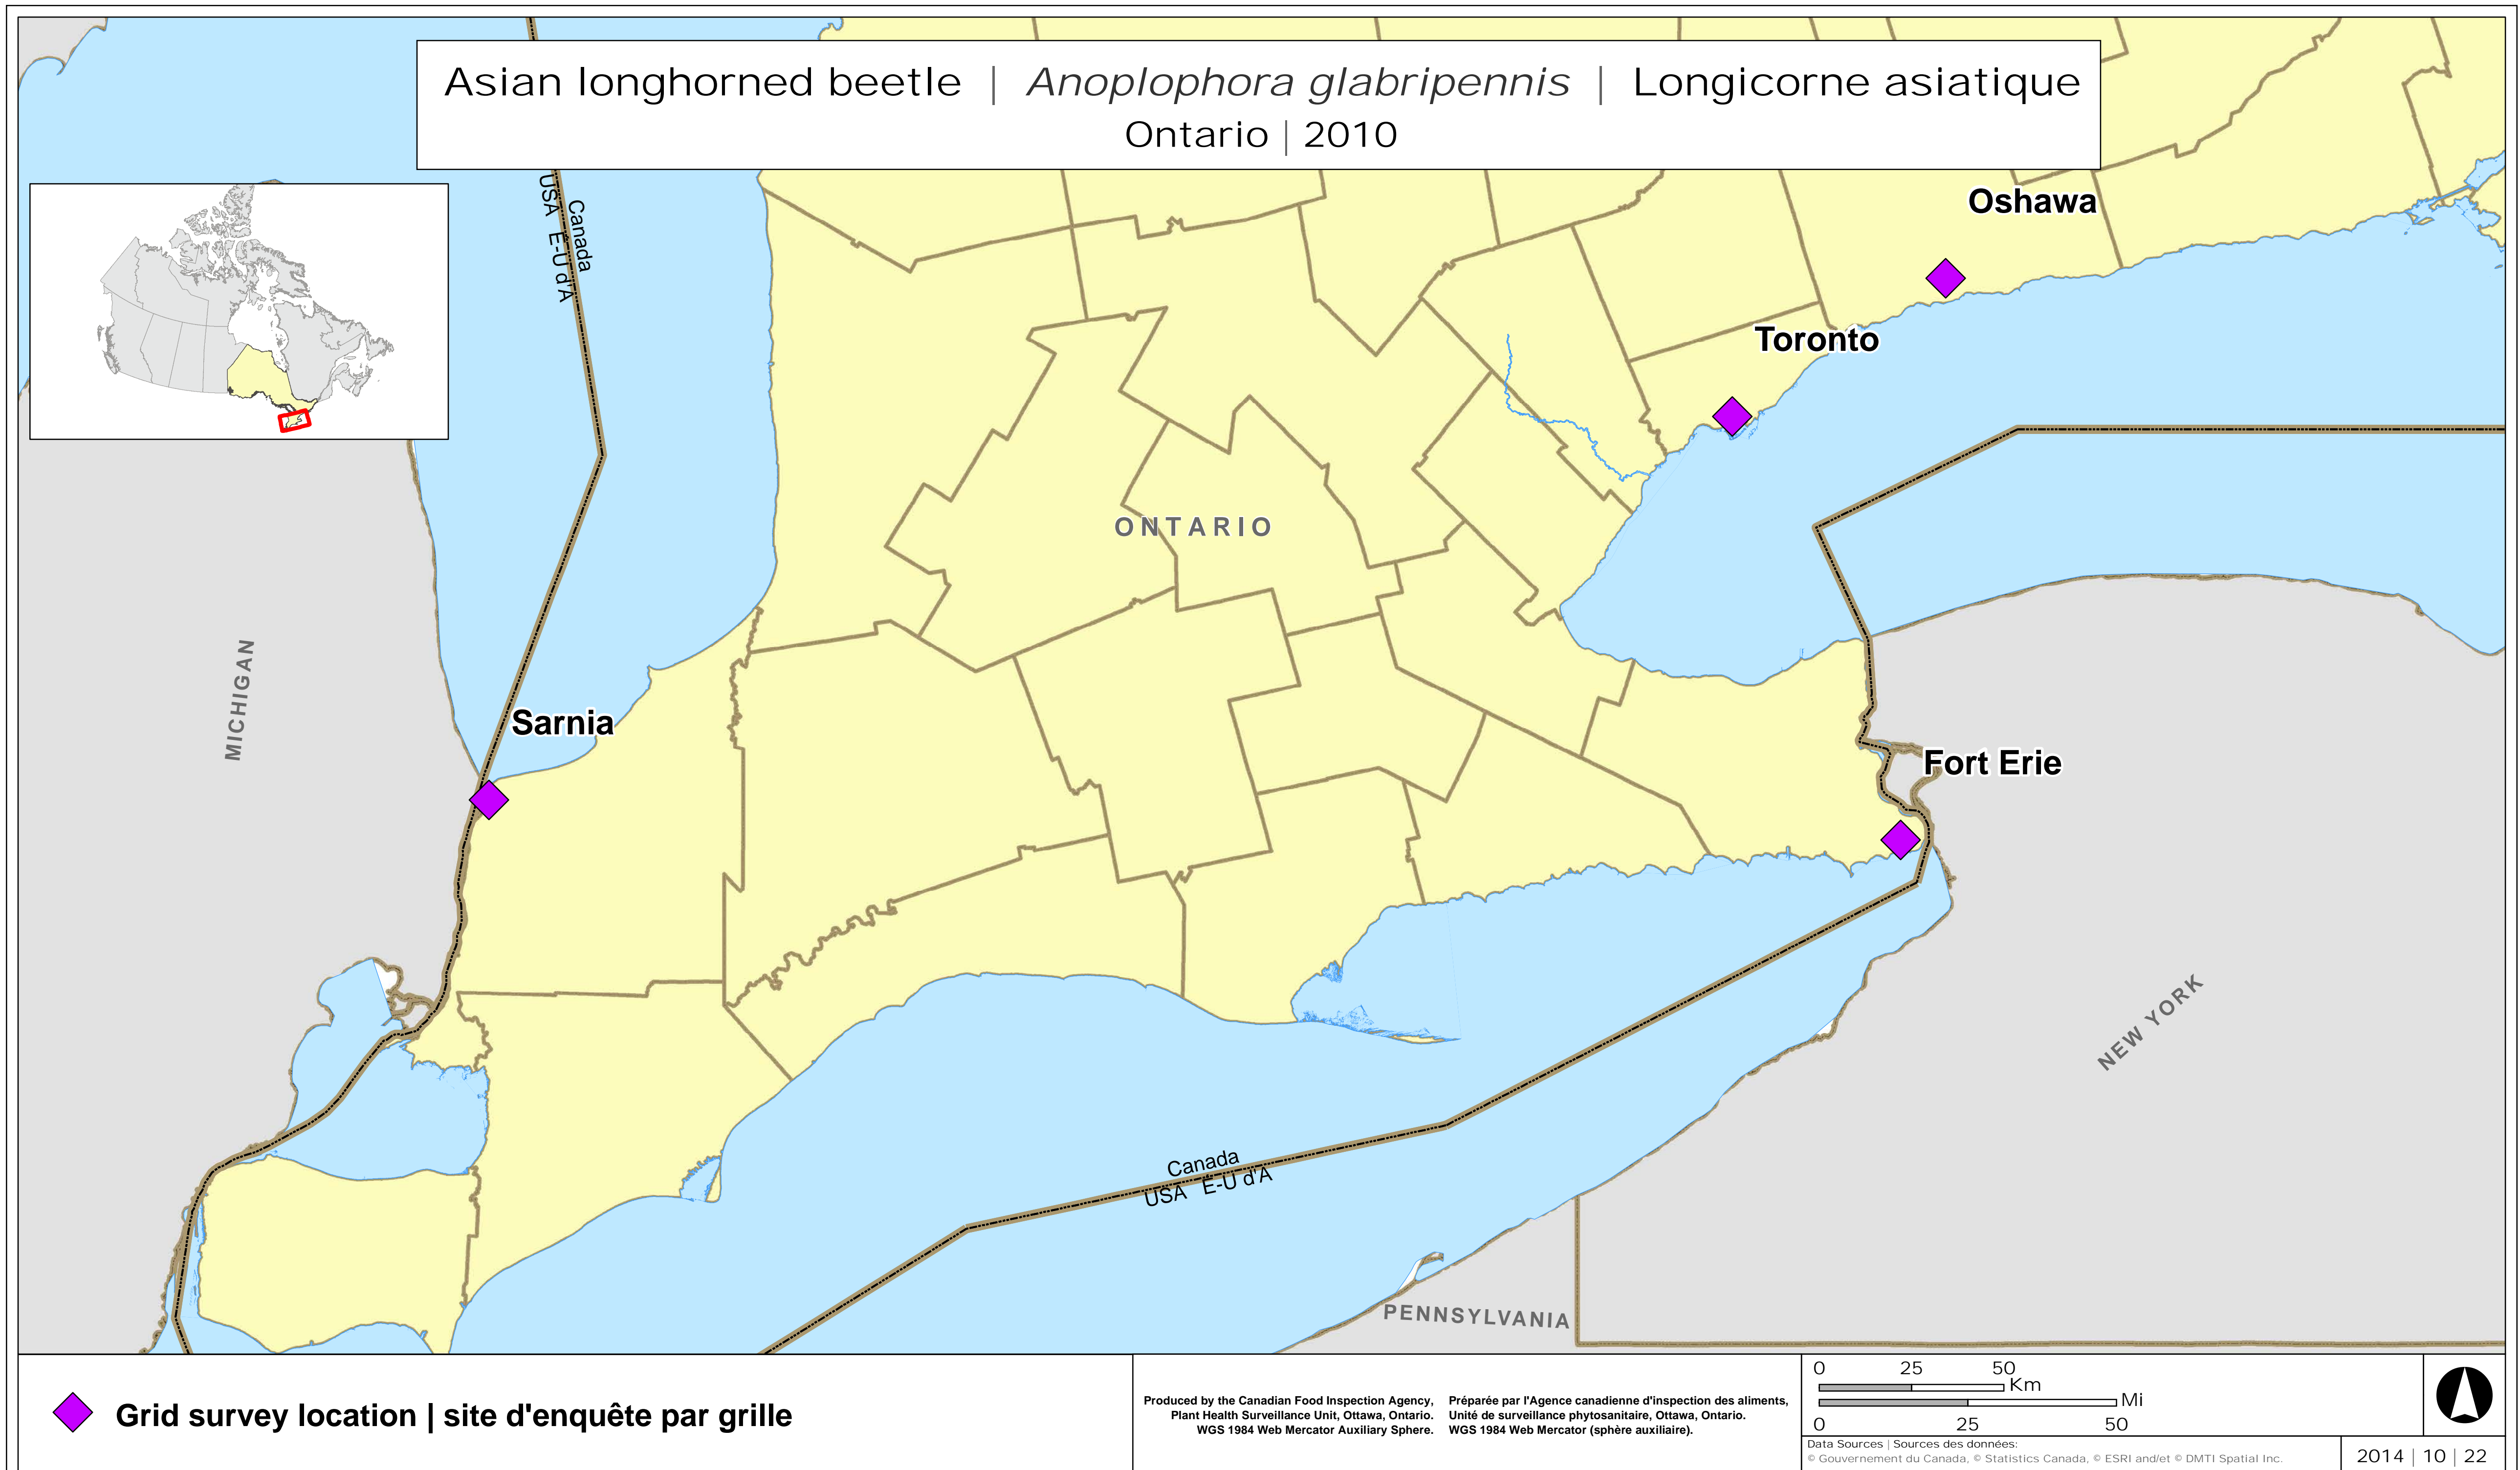 Asian longhorned beetle | Anoplophora glabripennis | Longicorne asiatique
Ontario | 2010
Canada
USA E-U d'A
Oshawa
Toronto
ONTARIO
MICHIGAN
Sarnia
Fort Erie
NEW YORK
Canada
USA E-U d'A
PENNSYLVANIA
Grid survey location | site d'enquête par grille
Produced by the Canadian Food Inspection Agency,
Plant Health Surveillance Unit, Ottawa, Ontario.
WGS 1984 Web Mercator Auxiliary Sphere.
Préparée par l'Agence canadienne d'inspection des aliments,
Unité de surveillance phytosanitaire, Ottawa, Ontario.
WGS 1984 Web Mercator (sphère auxiliaire).
0 25 50
Km
Mi
0 25 50
Data Sources | Sources des données:
© Gouvernement du Canada, © Statistics Canada, © ESRI and/et © DMTI Spatial Inc.
2014 | 10 | 22